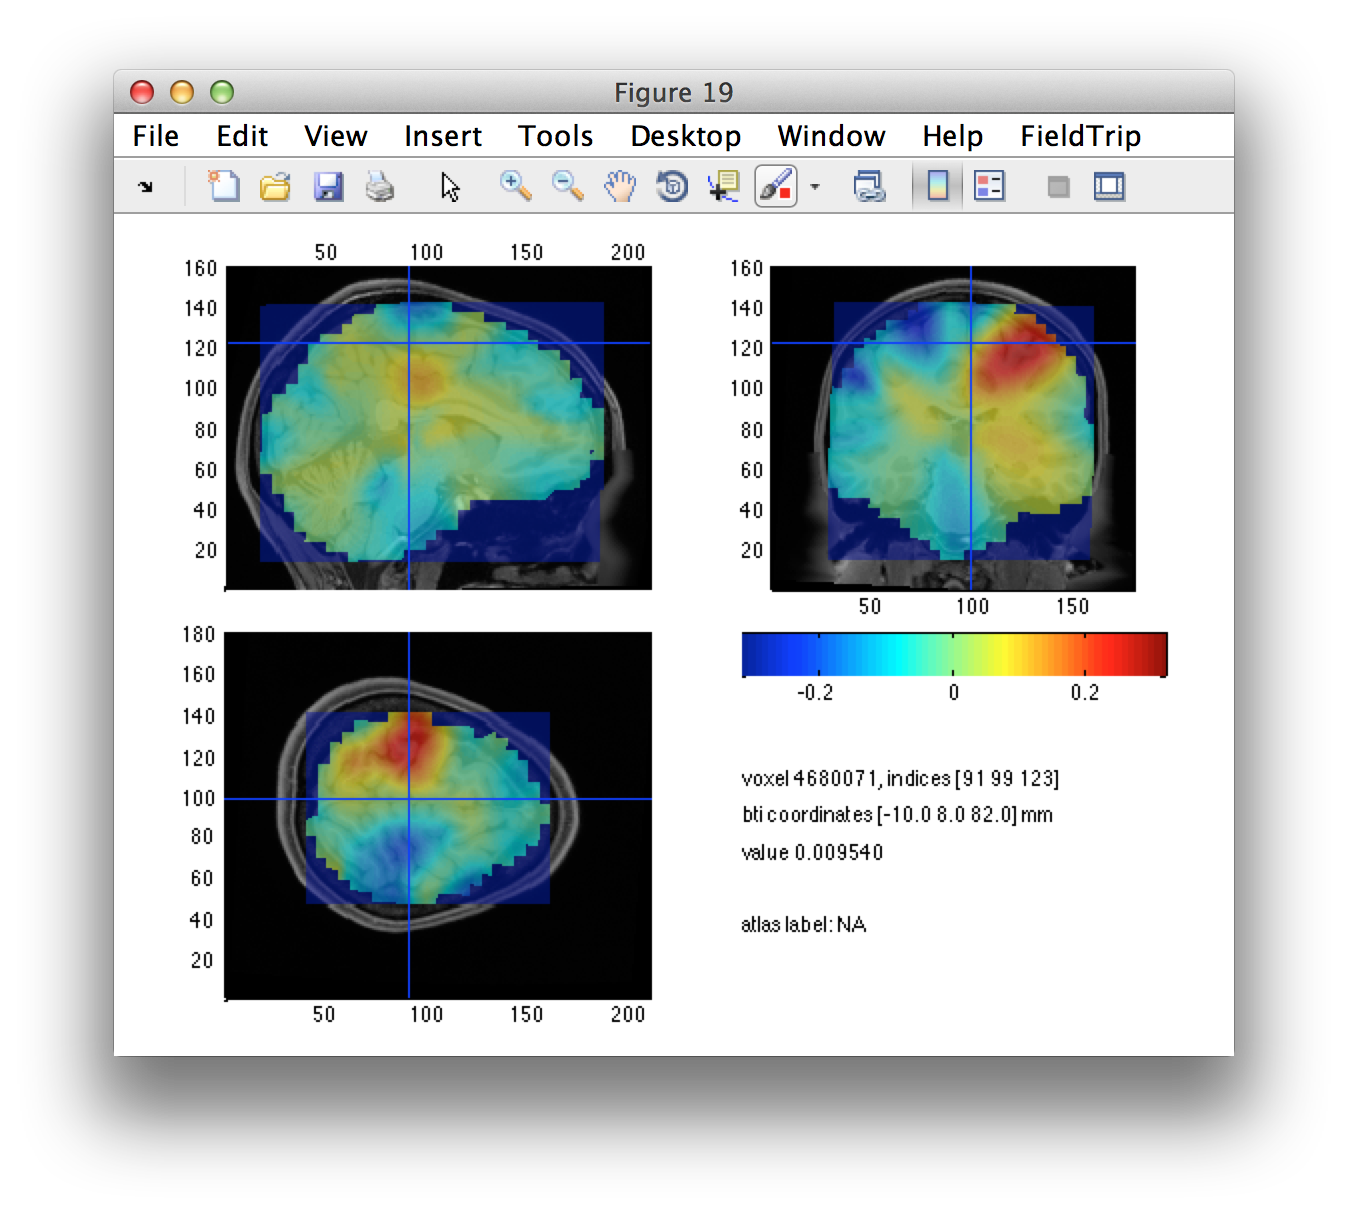 Figure 19
File Edit View Insert Tools Desktop Window Help FieldTrip
50 100 150 200
160
140
120
100
80
60
40
20
160
140
120
100
80
60
40
20
50 100 150
180
160
140
120
100
80
60
40
20
50 100 150 200
-0.2 0 0.2
voxel 4680071, indices [91 99 123]
bti coordinates [-10.0 8.0 82.0] mm
value 0.009540
atlas label: NA